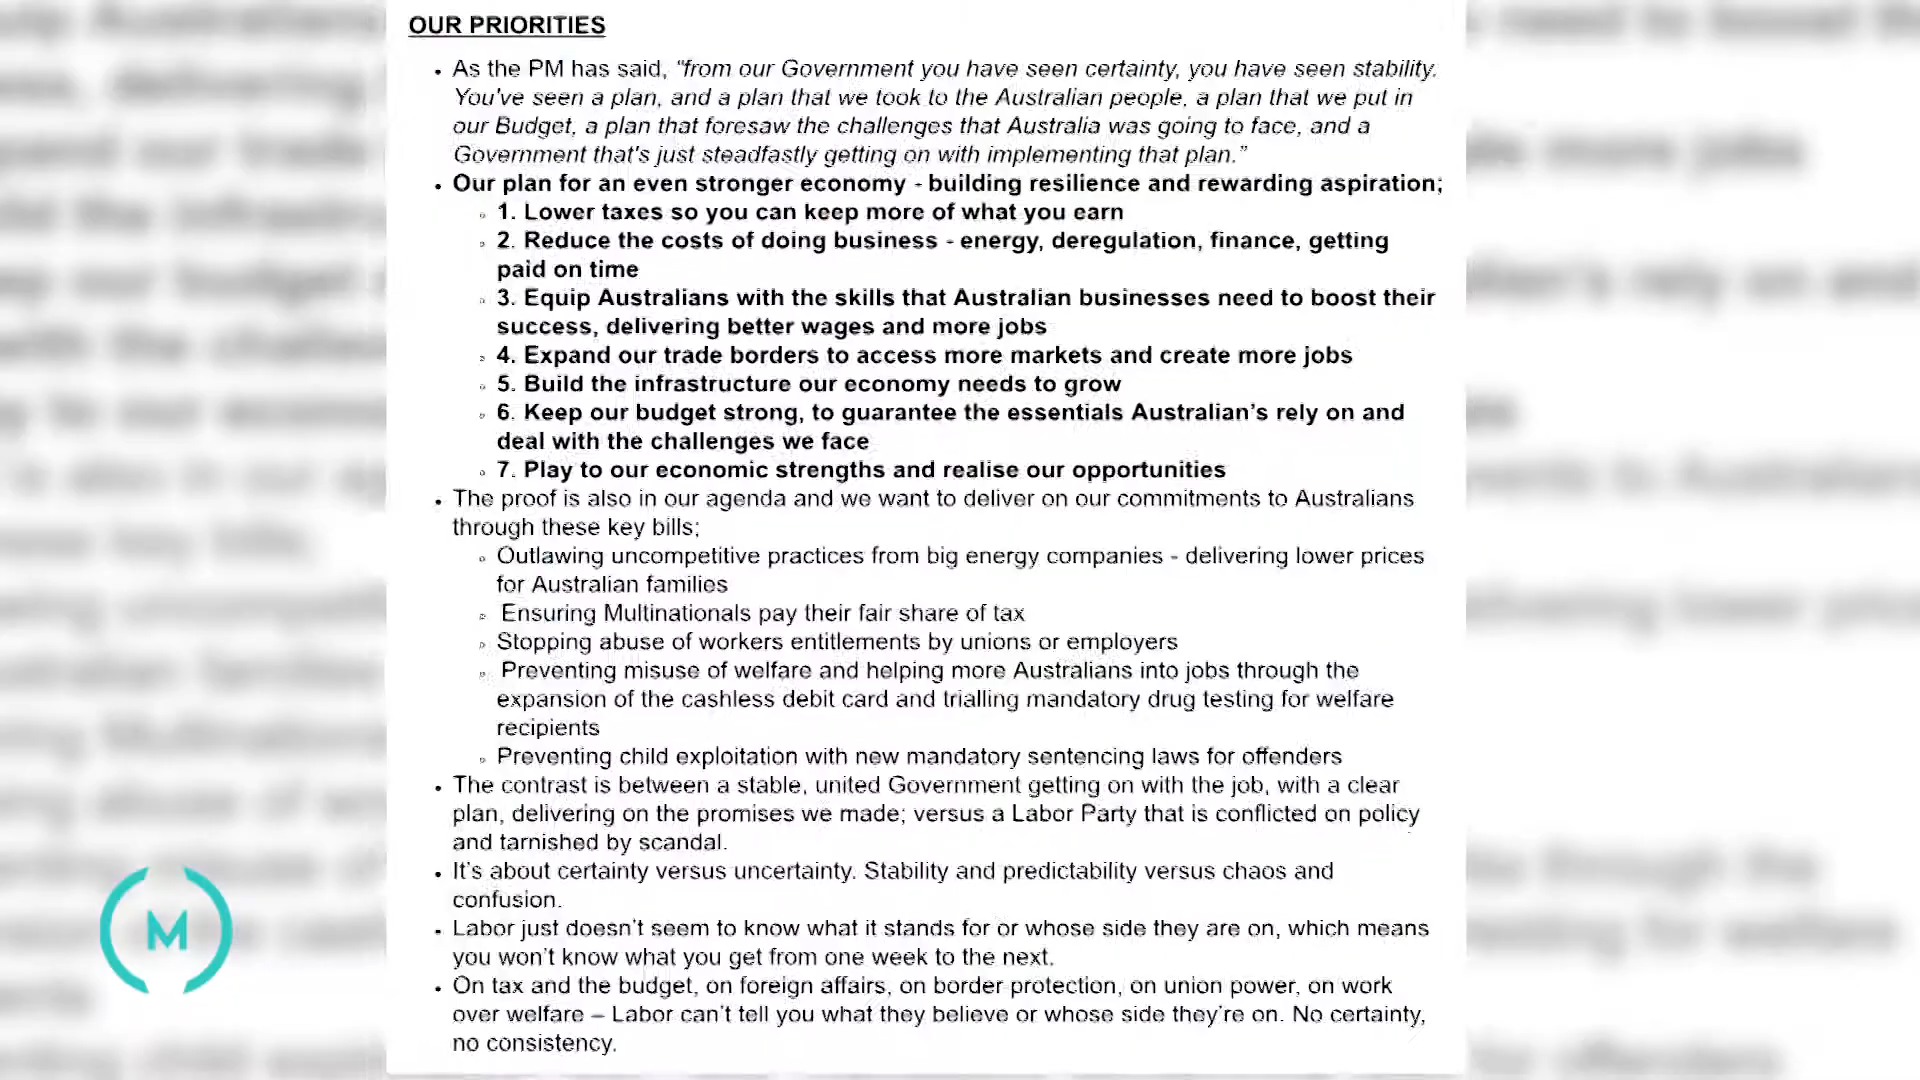 OUR PRIORITIES
• As the PM has said, “from our Government you have seen certainty, you have seen stability.
You've seen a plan, and a plan that we took to the Australian people, a plan that we put in
our Budget, a plan that foresaw the challenges that Australia was going to face, and a
Government that's just steadfastly getting on with implementing that plan.”
• Our plan for an even stronger economy - building resilience and rewarding aspiration;
◦ 1. Lower taxes so you can keep more of what you earn
◦ 2. Reduce the costs of doing business - energy, deregulation, finance, getting
paid on time
◦ 3. Equip Australians with the skills that Australian businesses need to boost their
success, delivering better wages and more jobs
◦ 4. Expand our trade borders to access more markets and create more jobs
◦ 5. Build the infrastructure our economy needs to grow
◦ 6. Keep our budget strong, to guarantee the essentials Australian’s rely on and
deal with the challenges we face
◦ 7. Play to our economic strengths and realise our opportunities
• The proof is also in our agenda and we want to deliver on our commitments to Australians
through these key bills;
◦ Outlawing uncompetitive practices from big energy companies - delivering lower prices
for Australian families
◦ Ensuring Multinationals pay their fair share of tax
◦ Stopping abuse of workers entitlements by unions or employers
◦ Preventing misuse of welfare and helping more Australians into jobs through the
expansion of the cashless debit card and trialling mandatory drug testing for welfare
recipients
◦ Preventing child exploitation with new mandatory sentencing laws for offenders
• The contrast is between a stable, united Government getting on with the job, with a clear
plan, delivering on the promises we made; versus a Labor Party that is conflicted on policy
and tarnished by scandal.
• It’s about certainty versus uncertainty. Stability and predictability versus chaos and
confusion.
• Labor just doesn’t seem to know what it stands for or whose side they are on, which means
you won’t know what you get from one week to the next.
• On tax and the budget, on foreign affairs, on border protection, on union power, on work
over welfare – Labor can’t tell you what they believe or whose side they’re on. No certainty,
no consistency.
M